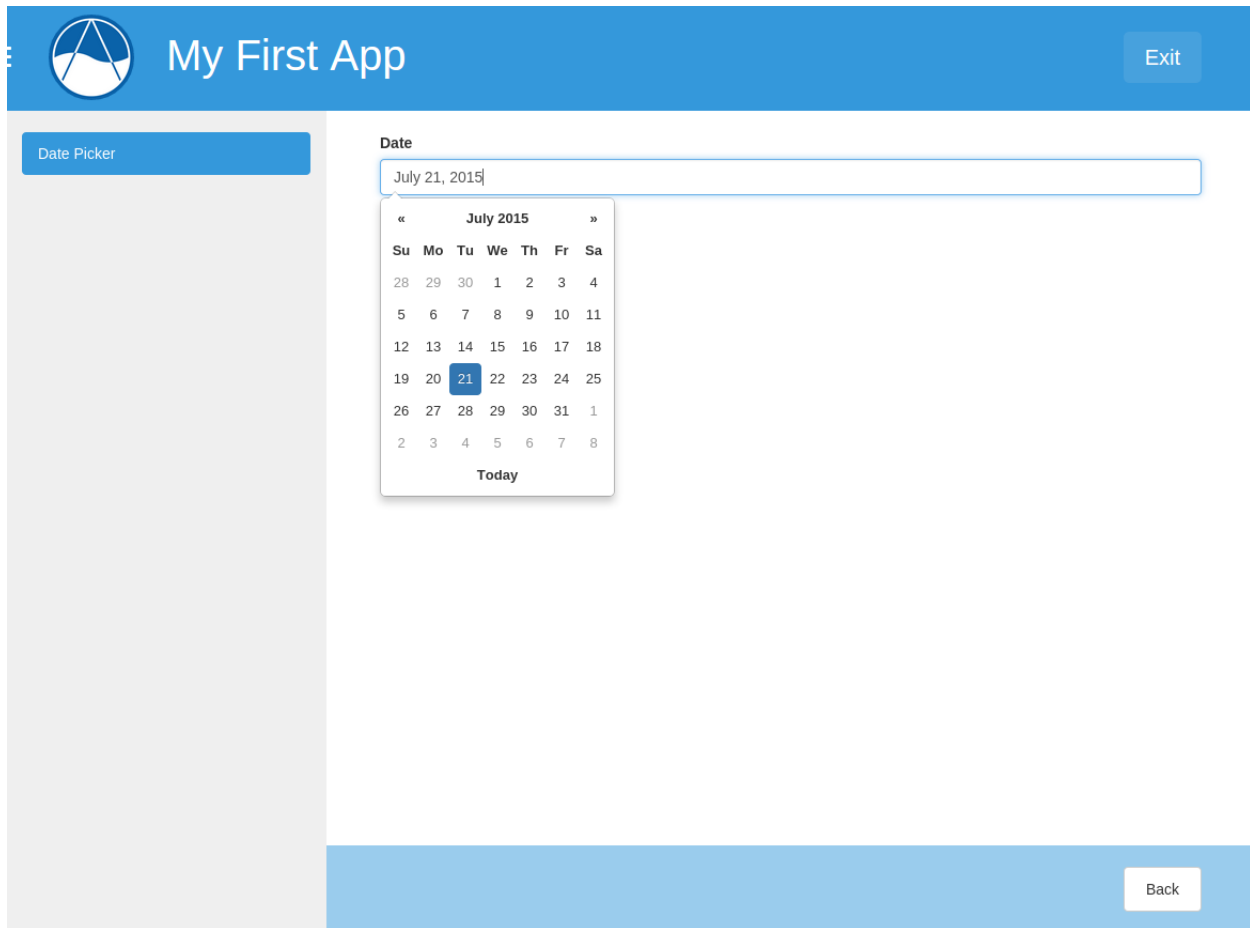 My First App
Exit
Date Picker
Date
July 21, 2015
« July 2015 »
Su Mo Tu We Th Fr Sa
28 29 30 1 2 3 4
5 6 7 8 9 10 11
12 13 14 15 16 17 18
19 20 21 22 23 24 25
26 27 28 29 30 31 1
2 3 4 5 6 7 8
Today
Back